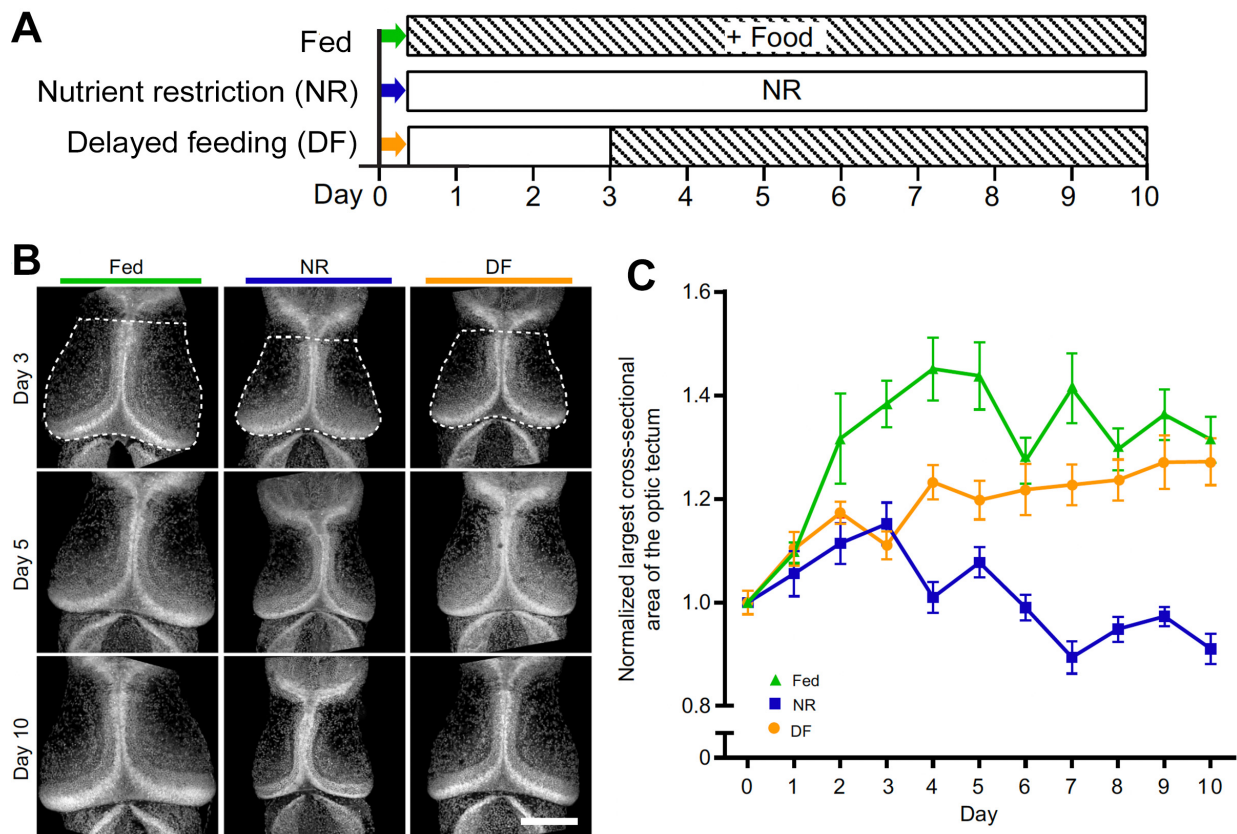 A
Fed
+ Food
Nutrient restriction (NR)
NR
Delayed feeding (DF)
Day 0 1 2 3 4 5 6 7 8 9 10
B
Fed NR DF
Day 3
Day 5
Day 10
C
Normalized largest cross-sectional
area of the optic tectum
1.6
1.4
1.2
1.0
0.8
0
Fed
NR
DF
0 1 2 3 4 5 6 7 8 9 10
Day